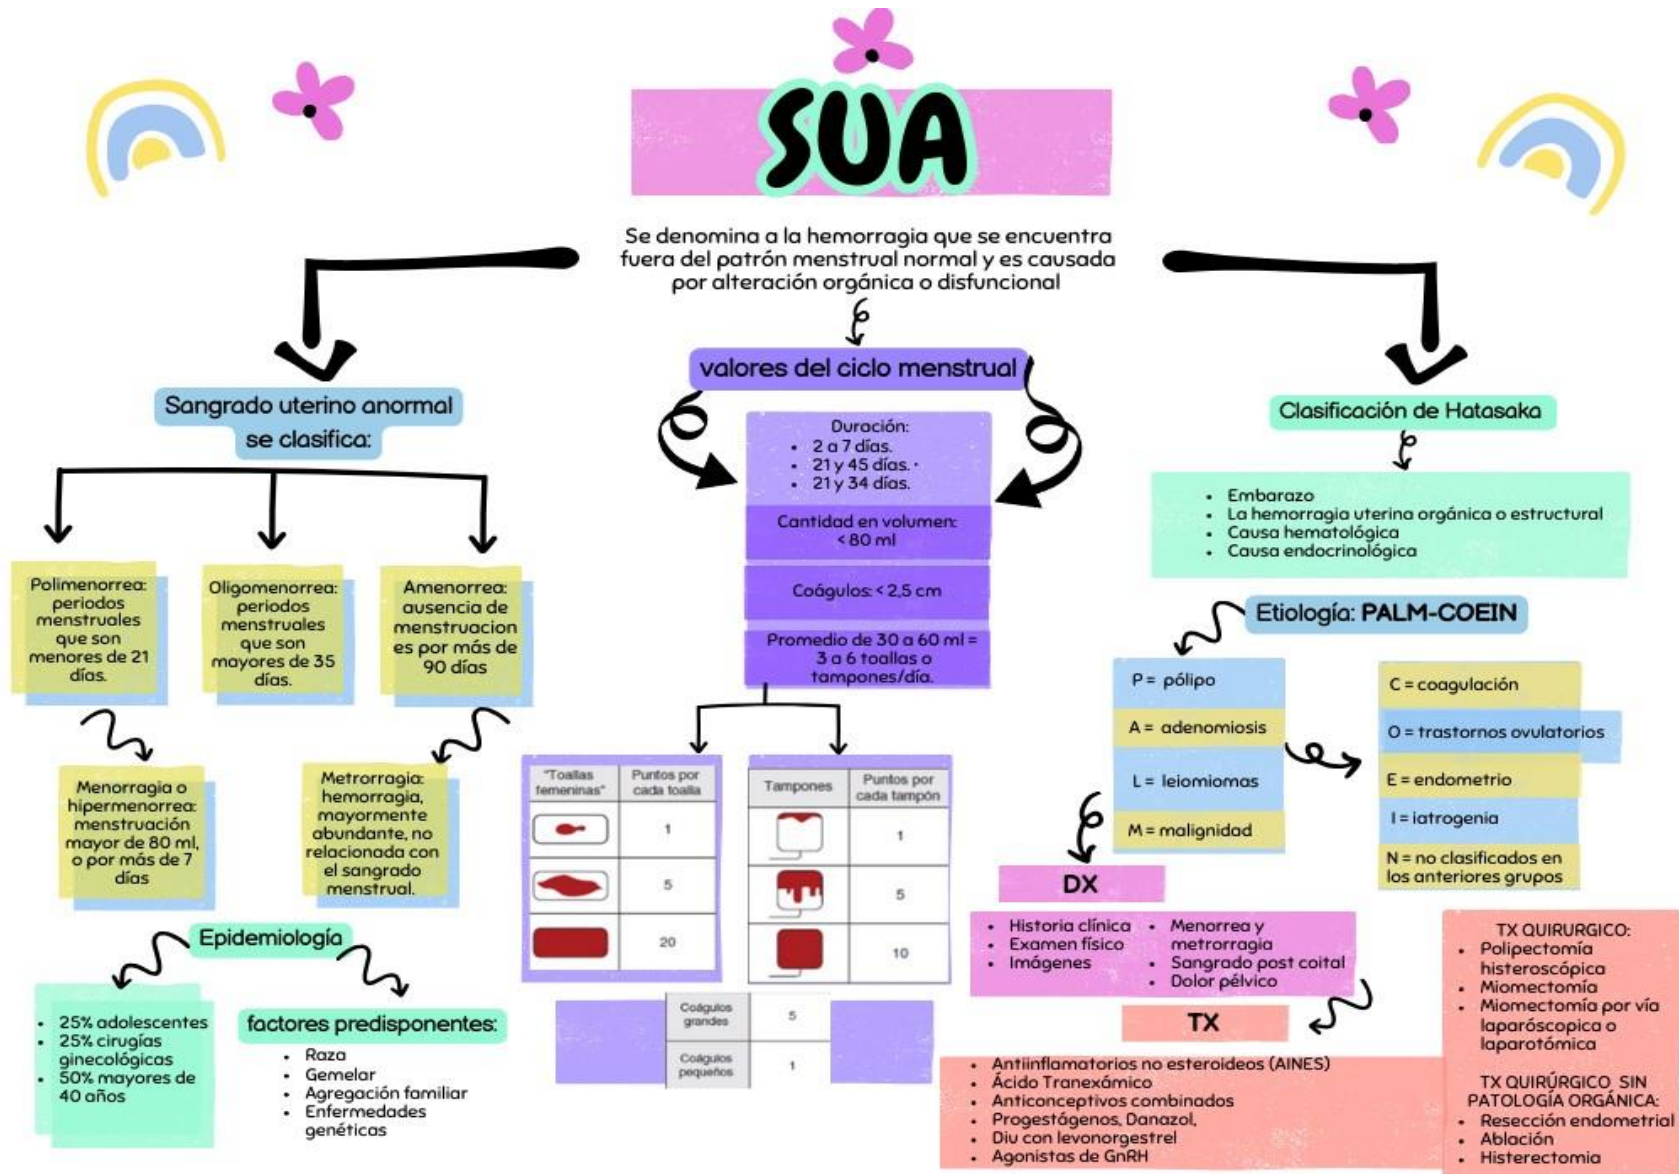 SUA
Se denomina a la hemorragia que se encuentra
fuera del patrón menstrual normal y es causada
por alteración orgánica o disfuncional
Sangrado uterino anormal
se clasifica:
Polimenorrea:
periodos
menstruales
que son
menores de 21
días.
Oligomenorrea:
periodos
menstruales
que son
mayores de 35
días.
Amenorrea:
ausencia de
menstruacion
es por más de
90 días
Menorragia o
hipermenorrea:
menstruación
mayor de 80 ml,
o por más de 7
días
Metrorragia:
hemorragia,
mayormente
abundante, no
relacionada con
el sangrado
menstrual.
Epidemiología
• 25% adolescentes
• 25% cirugías
ginecológicas
• 50% mayores de
40 años
factores predisponentes:
• Raza
• Gemelar
• Agregación familiar
• Enfermedades
genéticas
valores del ciclo menstrual
Duración:
• 2 a 7 días.
• 21 y 45 días. ·
• 21 y 34 días.
Cantidad en volumen:
< 80 ml
Coágulos: < 2,5 cm
Promedio de 30 a 60 ml =
3 a 6 toallas o
tampones/día.
"Toallas
femeninas"
Puntos por
cada toalla
1
5
20
Tampones
Puntos por
cada tampón
1
5
10
Coágulos
grandes
5
Coágulos
pequeños
1
Clasificación de Hatasaka
• Embarazo
• La hemorragia uterina orgánica o estructural
• Causa hematológica
• Causa endocrinológica
Etiología: PALM-COEIN
P = pólipo
A = adenomiosis
L = leiomiomas
M = malignidad
C = coagulación
O = trastornos ovulatorios
E = endometrio
I = iatrogenia
N = no clasificados en
los anteriores grupos
DX
• Historia clínica
• Examen físico
• Imágenes
• Menorrea y
metrorragia
• Sangrado post coital
• Dolor pélvico
TX
• Antiinflamatorios no esteroideos (AINES)
• Ácido Tranexámico
• Anticonceptivos combinados
• Progestágenos, Danazol,
• Diu con levonorgestrel
• Agonistas de GnRH
TX QUIRURGICO:
• Polipectomía
histeroscópica
• Miomectomía
• Miomectomía por vía
laparóscopica o
laparotómica
TX QUIRÚRGICO SIN
PATOLOGÍA ORGÁNICA:
• Resección endometrial
• Ablación
• Histerectomia